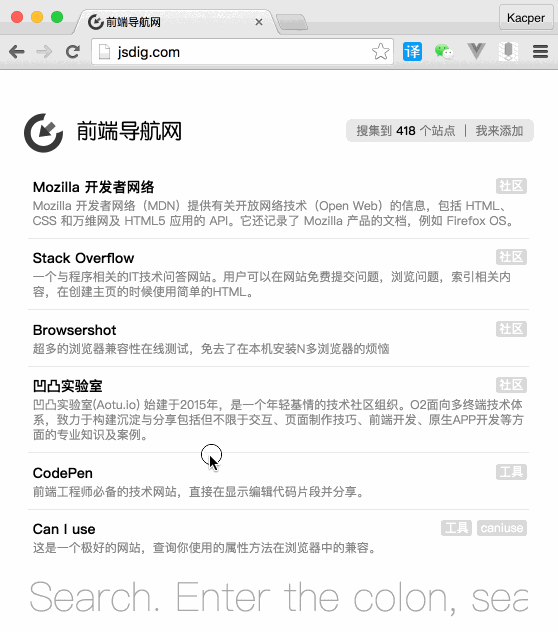 前端导航网
Kacper
jsdig.com
译
前端导航网
搜集到 418 个站点 | 我来添加
Mozilla 开发者网络
社区
Mozilla 开发者网络（MDN）提供有关开放网络技术（Open Web）的信息，包括 HTML、
CSS 和万维网及 HTML5 应用的 API。它还记录了 Mozilla 产品的文档，例如 Firefox OS。
Stack Overflow
社区
一个与程序相关的IT技术问答网站。用户可以在网站免费提交问题，浏览问题，索引相关内
容，在创建主页的时候使用简单的HTML。
Browsershot
社区
超多的浏览器兼容性在线测试，免去了在本机安装N多浏览器的烦恼
凹凸实验室
社区
凹凸实验室(Aotu.io) 始建于2015年，是一个年轻基情的技术社区组织。O2面向多终端技术体
系，致力于构建沉淀与分享包括但不限于交互、页面制作技巧、前端开发、原生APP开发等方
面的专业知识及案例。
CodePen
工具
前端工程师必备的技术网站，直接在显示编辑代码片段并分享。
Can I use
工具 caniuse
这是一个极好的网站，查询你使用的属性方法在浏览器中的兼容。
Search. Enter the colon, sea